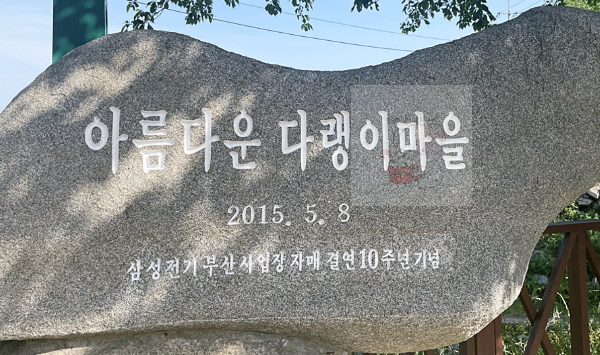 아름다운 다랭이마을
2015. 5. 8
삼성전기 부산사업장 자매 결연 10주년 기념